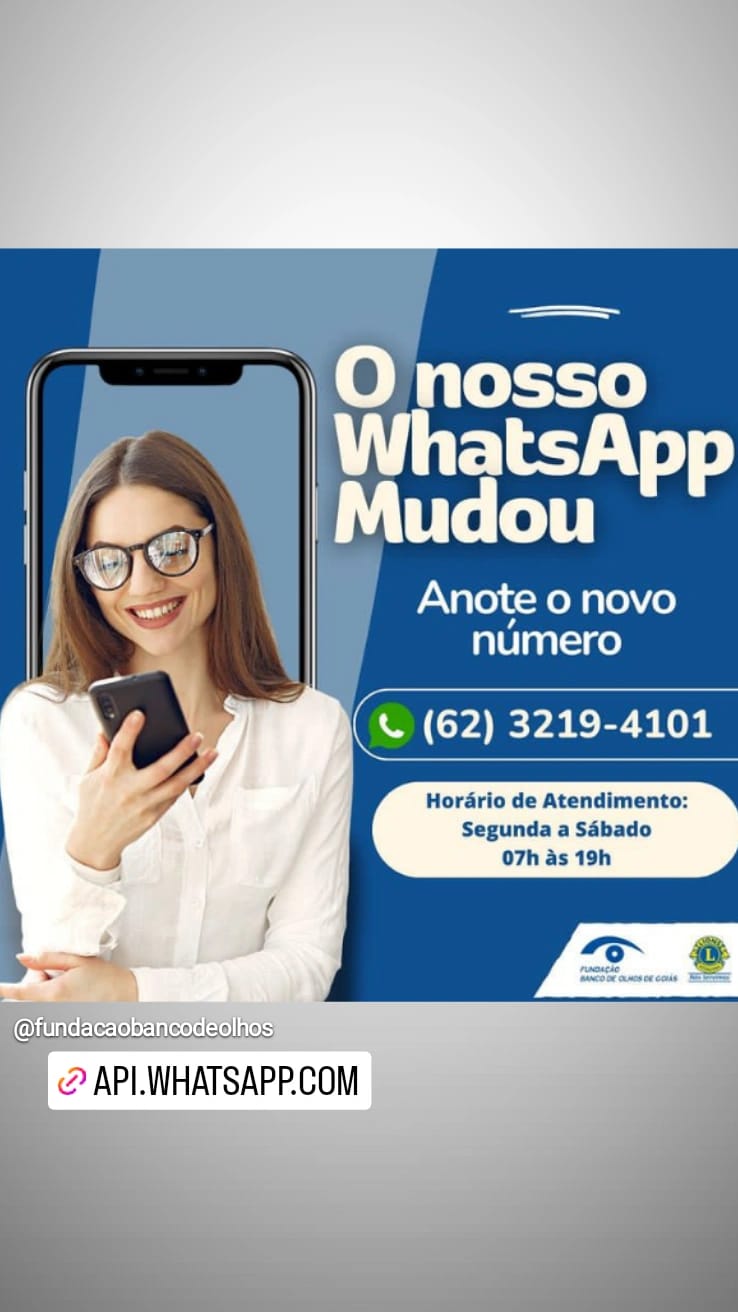 O nosso
WhatsApp
Mudou
Anote o novo
número
(62) 3219-4101
Horário de Atendimento:
Segunda a Sábado
07h às 19h
FUNDAÇÃO
BANCO DE OLHOS DE GOIÁS
L
@fundacaobancodeolhos
API.WHATSAPP.COM